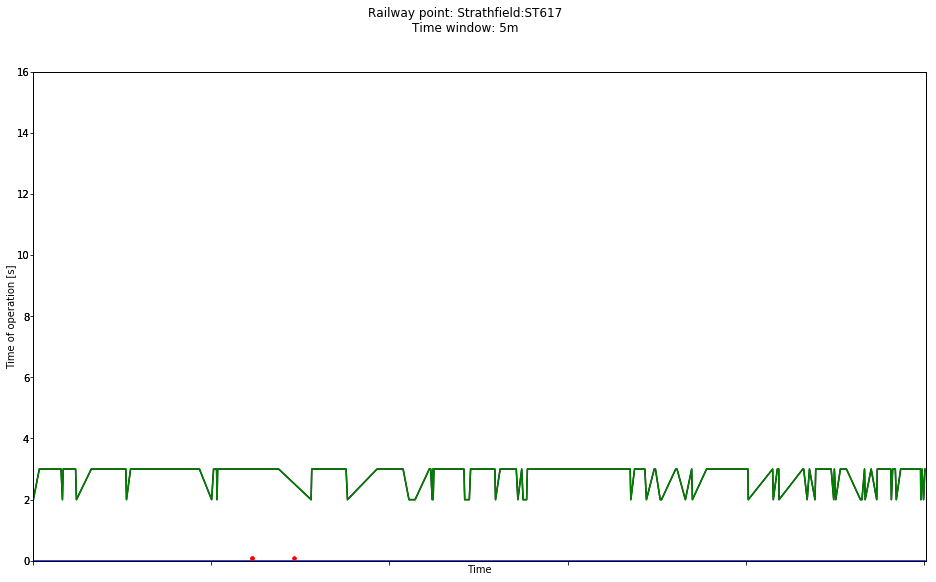 Railway point: Strathfield:ST617
Time window: 5m
16
14
12
10
8
6
4
2
0
Time of operation [s]
Time